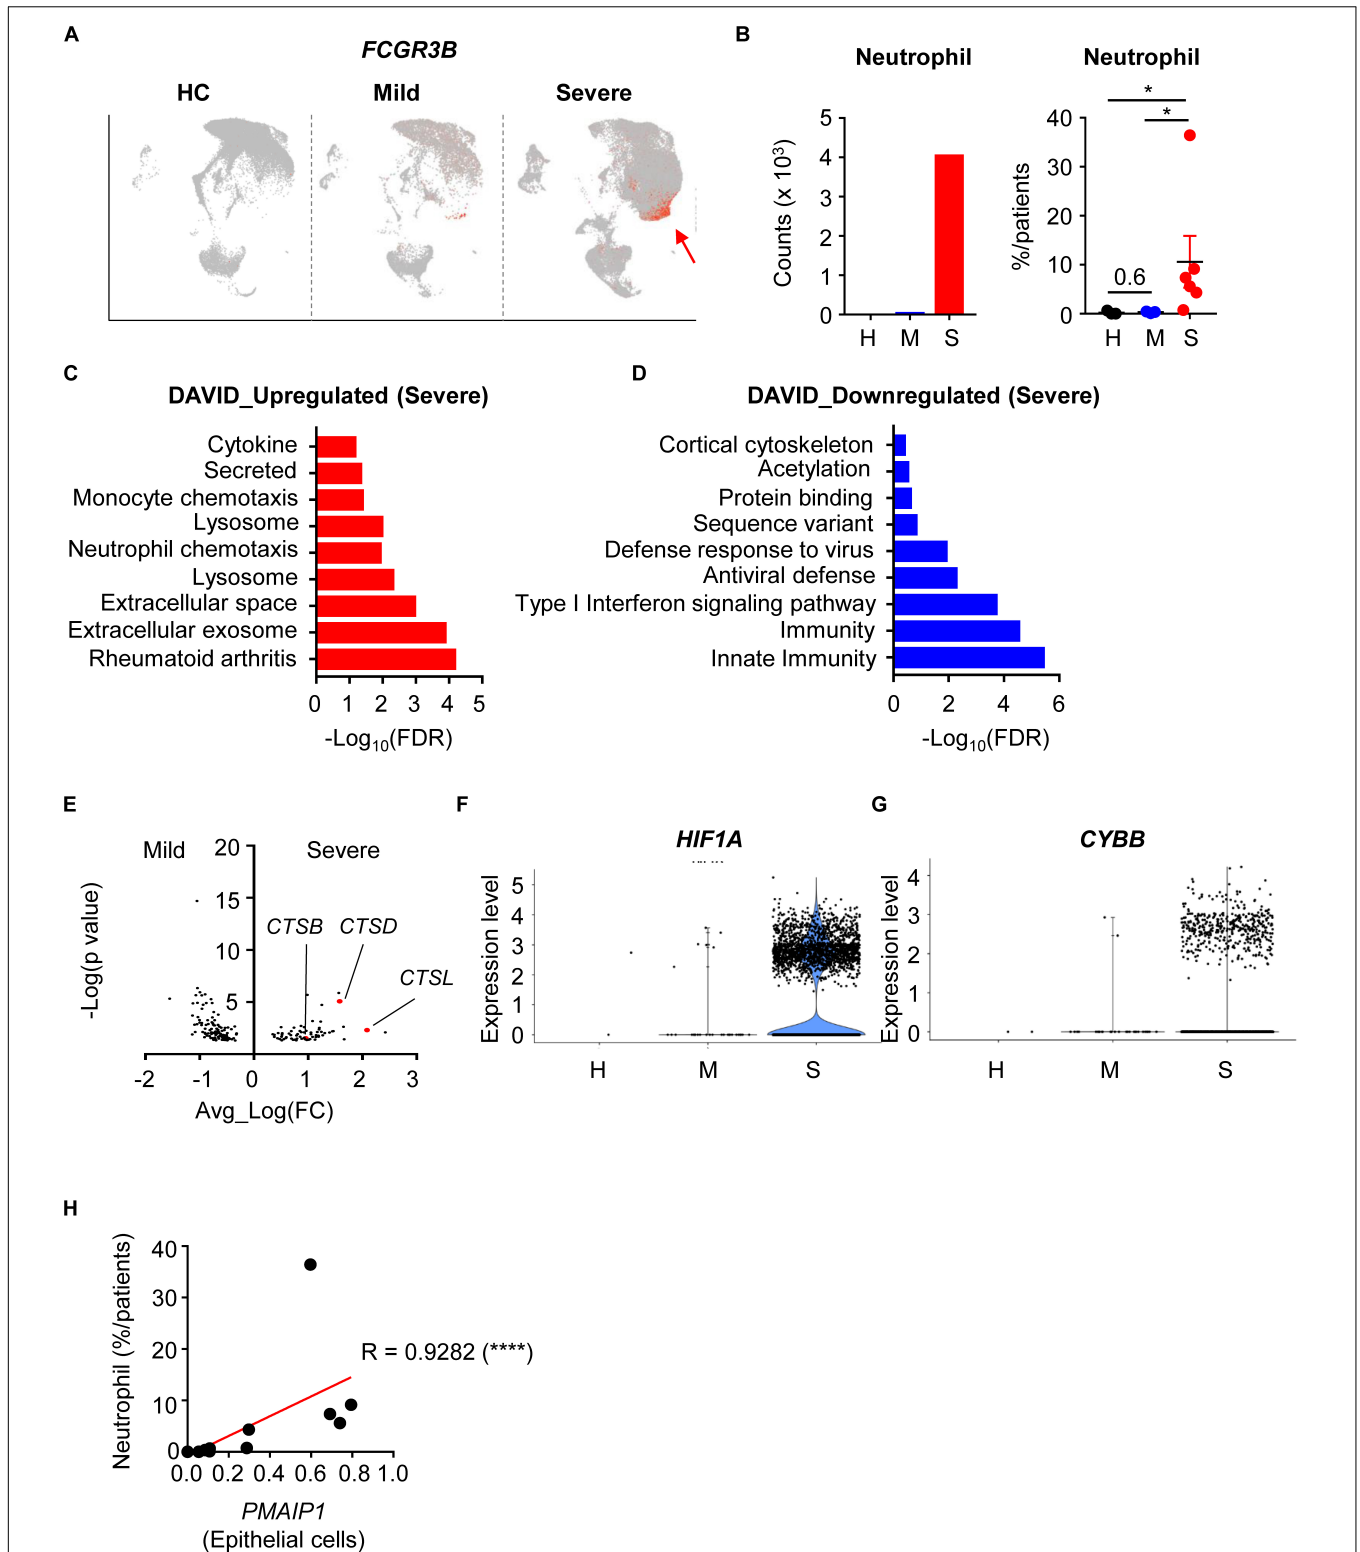 A
FCGR3B
HC
Mild
Severe
B
Neutrophil
Counts (x 10³)
5
4
3
2
1
0
H M S
Neutrophil
%/patients
*
*
40
30
20
10
0
0.6
H M S
C
DAVID_Upregulated (Severe)
Cytokine
Secreted
Monocyte chemotaxis
Lysosome
Neutrophil chemotaxis
Lysosome
Extracellular space
Extracellular exosome
Rheumatoid arthritis
0 1 2 3 4 5
-Log₁₀(FDR)
D
DAVID_Downregulated (Severe)
Cortical cytoskeleton
Acetylation
Protein binding
Sequence variant
Defense response to virus
Antiviral defense
Type I Interferon signaling pathway
Immunity
Innate Immunity
0 2 4 6
-Log₁₀(FDR)
E
Mild
Severe
-Log(p value)
20
15
10
5
CTSB
CTSD
CTSL
-2 -1 0 1 2 3
Avg_Log(FC)
F
HIF1A
Expression level
5
4
3
2
1
0
H M S
G
CYBB
Expression level
4
3
2
1
0
H M S
H
Neutrophil (%/patients)
40
30
20
10
0
R = 0.9282 (****)
0.0 0.2 0.4 0.6 0.8 1.0
PMAIP1
(Epithelial cells)